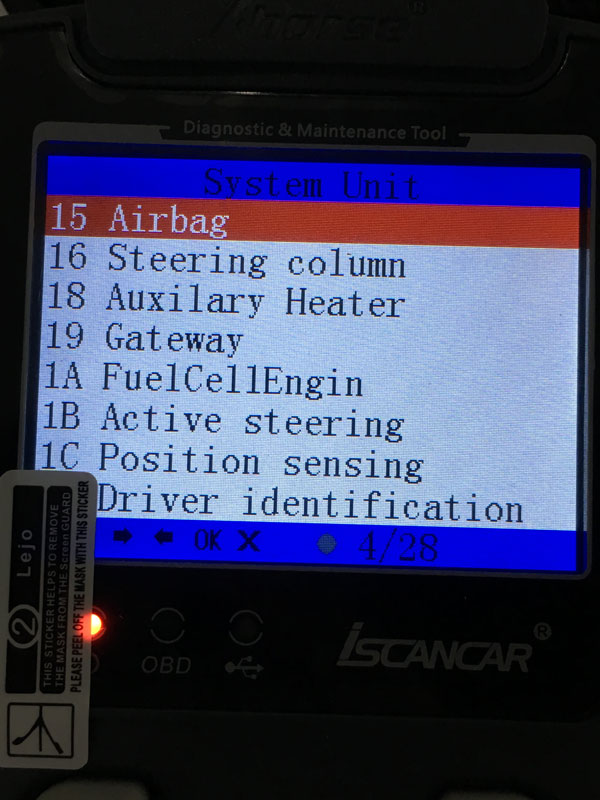 Diagnostic & Maintenance Tool
System Unit
15 Airbag
16 Steering column
18 Auxilary Heater
19 Gateway
1A FuelCellEngin
1B Active steering
1C Position sensing
Driver identification
OK X 4/28
OBD
iSCANCAR®
2 Lejo
THIS STICKER HELPS TO REMOVE
THE MASK FROM THE Screen GUARD
PLEASE PEEL OFF THE MASK WITH THIS STICKER